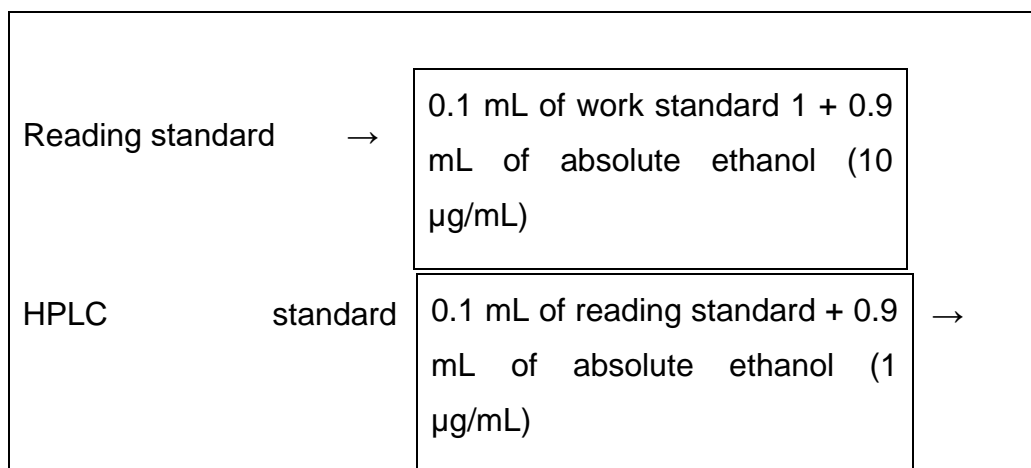 Reading standard →
0.1 mL of work standard 1 + 0.9
mL of absolute ethanol (10
µg/mL)
HPLC standard
0.1 mL of reading standard + 0.9
mL of absolute ethanol (1
µg/mL)
→